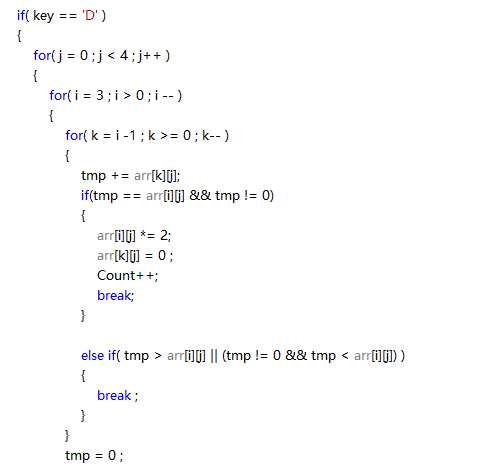 if( key == 'D' )
{
for( j = 0 ; j < 4 ; j++ )
{
for( i = 3 ; i > 0 ; i -- )
{
for( k = i -1 ; k >= 0 ; k-- )
{
tmp += arr[k][j];
if(tmp == arr[i][j] && tmp != 0)
{
arr[i][j] *= 2;
arr[k][j] = 0 ;
Count++;
break;
}
else if( tmp > arr[i][j] || (tmp != 0 && tmp < arr[i][j]) )
{
break ;
}
}
tmp = 0 ;